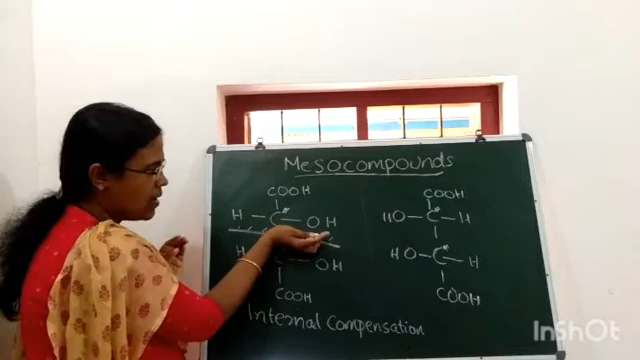 Mesocompounds
COOH
H — C* — OH
H OH
COOH
COOH
HO — C* — H
HO — C* — H
COOH
Internal Compensation
InShOt